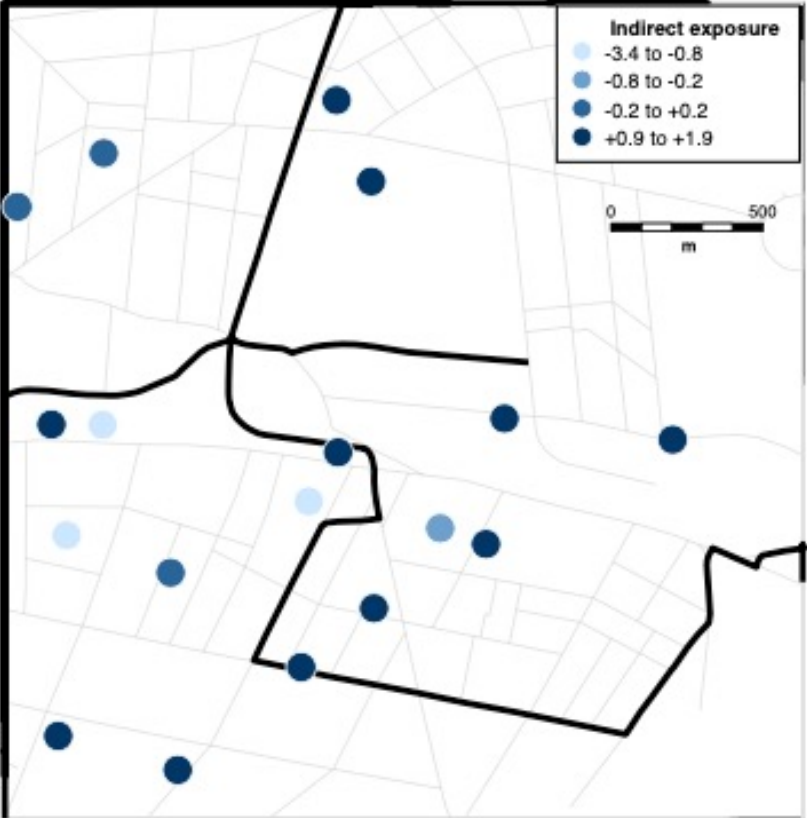 Indirect exposure
-3.4 to -0.8
-0.8 to -0.2
-0.2 to +0.2
+0.9 to +1.9
0 500
m